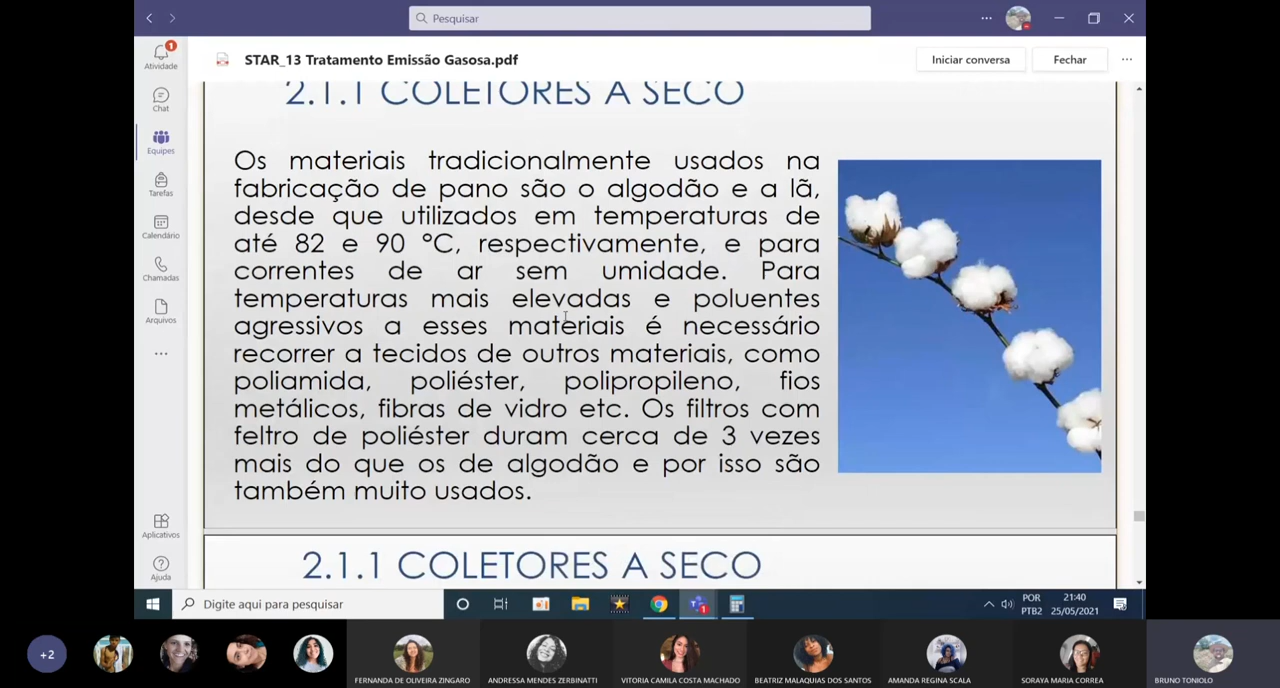 Pesquisar
Atividade
1
Chat
Equipes
Tarefas
Calendário
Chamadas
Arquivos
Aplicativos
Ajuda
STAR_13 Tratamento Emissão Gasosa.pdf
Iniciar conversa
Fechar
2.1.1 COLETORES A SECO
Os materiais tradicionalmente usados na
fabricação de pano são o algodão e a lã,
desde que utilizados em temperaturas de
até 82 e 90 °C, respectivamente, e para
correntes de ar sem umidade. Para
temperaturas mais elevadas e poluentes
agressivos a esses materiais é necessário
recorrer a tecidos de outros materiais, como
poliamida, poliéster, polipropileno, fios
metálicos, fibras de vidro etc. Os filtros com
feltro de poliéster duram cerca de 3 vezes
mais do que os de algodão e por isso são
também muito usados.
2.1.1 COLETORES A SECO
Digite aqui para pesquisar
1
POR
PTB2
21:40
25/05/2021
+2
FERNANDA DE OLIVEIRA ZINGARO
ANDRESSA MENDES ZERBINATTI
VITORIA CAMILA COSTA MACHADO
BEATRIZ MALAQUIAS DOS SANTOS
AMANDA REGINA SCALA
SORAYA MARIA CORREA
BRUNO TONIOLO